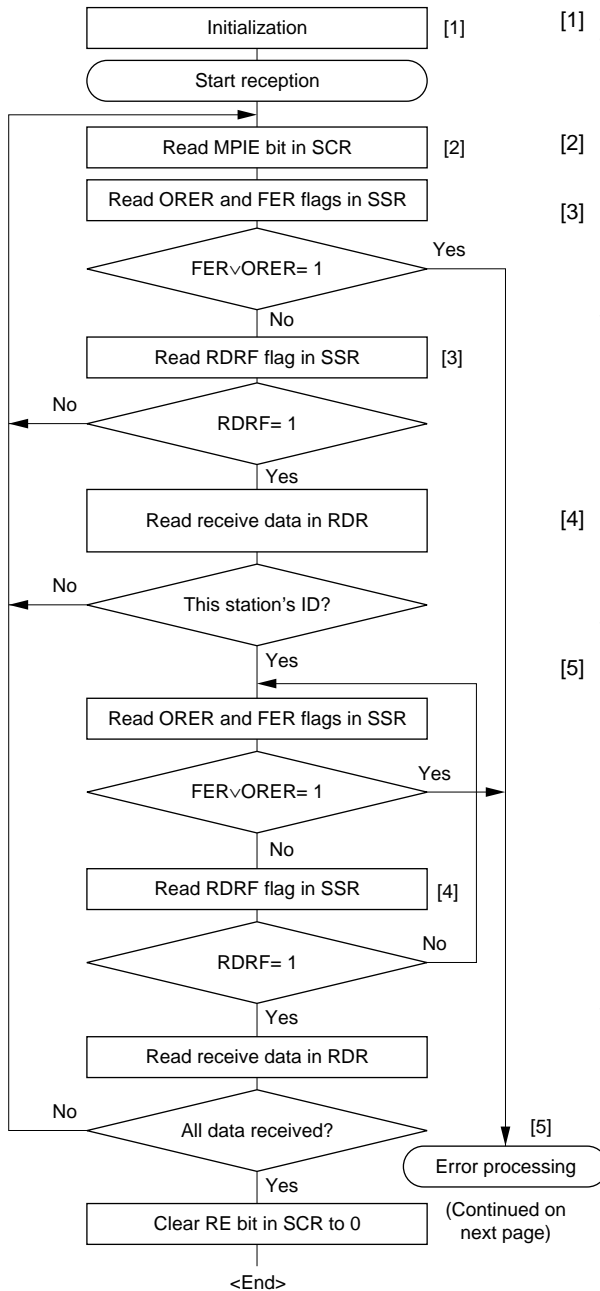 Initialization
[1]
[1]
Start reception
Read MPIE bit in SCR
[2]
[2]
Read ORER and FER flags in SSR
[3]
FER∨ORER= 1
Yes
No
Read RDRF flag in SSR
[3]
No
RDRF= 1
Yes
Read receive data in RDR
[4]
No
This station's ID?
Yes
[5]
Read ORER and FER flags in SSR
FER∨ORER= 1
Yes
No
Read RDRF flag in SSR
[4]
RDRF= 1
No
Yes
Read receive data in RDR
No
All data received?
[5]
Error processing
Yes
(Continued on
next page)
Clear RE bit in SCR to 0
<End>